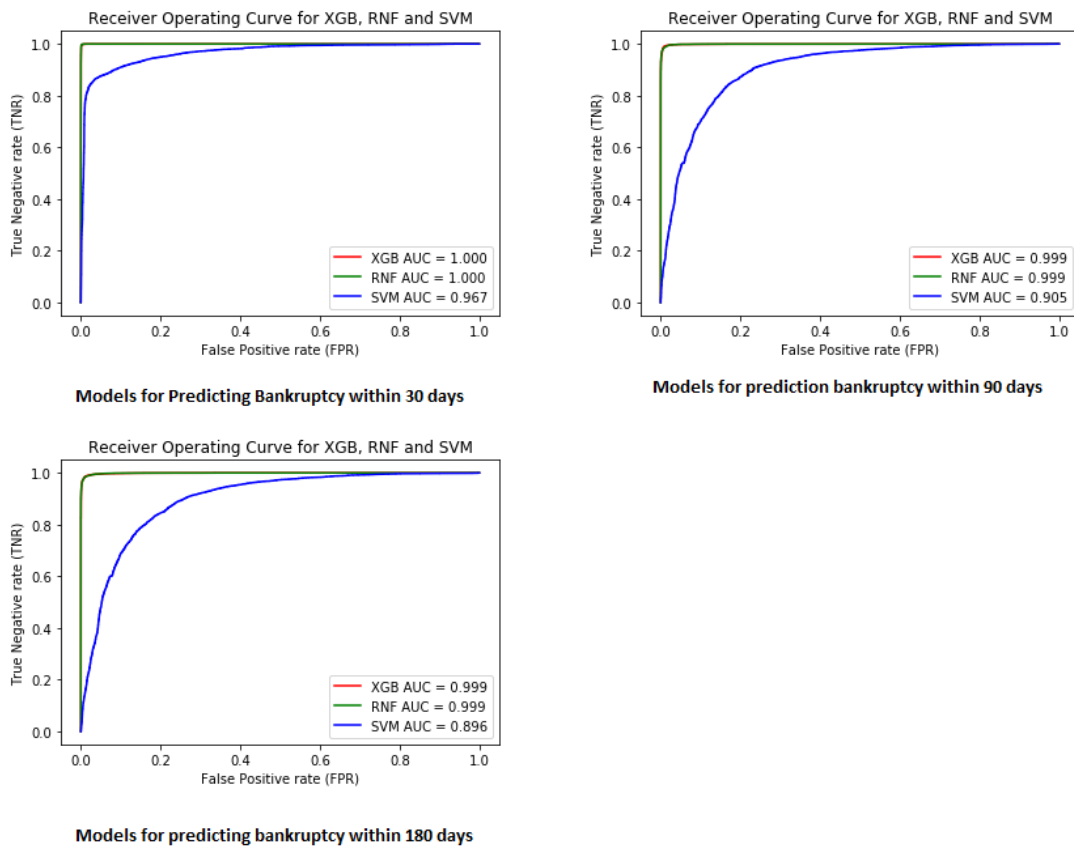 Receiver Operating Curve for XGB, RNF and SVM
True Negative rate (TNR)
1.0
0.8
0.6
0.4
0.2
0.0
XGB AUC = 1.000
RNF AUC = 1.000
SVM AUC = 0.967
0.0 0.2 0.4 0.6 0.8 1.0
False Positive rate (FPR)
Models for Predicting Bankruptcy within 30 days
Receiver Operating Curve for XGB, RNF and SVM
True Negative rate (TNR)
1.0
0.8
0.6
0.4
0.2
0.0
XGB AUC = 0.999
RNF AUC = 0.999
SVM AUC = 0.905
0.0 0.2 0.4 0.6 0.8 1.0
False Positive rate (FPR)
Models for prediction bankruptcy within 90 days
Receiver Operating Curve for XGB, RNF and SVM
True Negative rate (TNR)
1.0
0.8
0.6
0.4
0.2
0.0
XGB AUC = 0.999
RNF AUC = 0.999
SVM AUC = 0.896
0.0 0.2 0.4 0.6 0.8 1.0
False Positive rate (FPR)
Models for predicting bankruptcy within 180 days